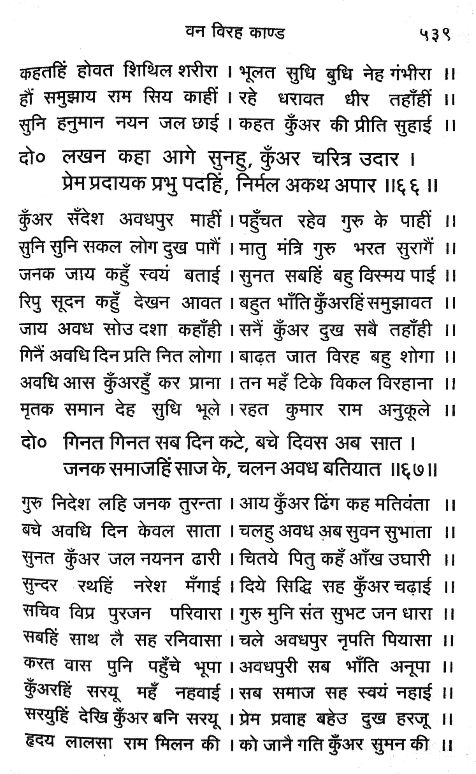 वन विरह काण्ड ५३९
कहतहिं होवत शिथिल शरीरा । भूलत सुधि बुधि नेह गंभीरा ॥
हौं समुझाय राम सिय काहीं । रहे धरावत धीर तहाँहीं ॥
सुनि हनुमान नयन जल छाई । कहत कुँअर की प्रीति सुहाई ॥
दो० लखन कहा आगे सुनहु, कुँअर चरित्र उदार ।
प्रेम प्रदायक प्रभु पदहिं, निर्मल अकथ अपार ॥६६॥
कुँअर सँदेश अवधपुर माहीं । पहुँचत रहेव गुरु के पाहीं ॥
सुनि सुनि सकल लोग दुख पागैं । मातु मंत्रि गुरु भरत सुरागैं ॥
जनक जाय कहुँ स्वयं बताई । सुनत सबहिं बहु विस्मय पाई ॥
रिपु सूदन कहुँ देखन आवत । बहुत भाँति कुँअरहिं समुझावत ॥
जाय अवध सोउ दशा कहाँही । सनैं कुँअर दुख सबै तहाँही ॥
गिनैं अवधि दिन प्रति नित लोगा । बाढ़त जात विरह बहु शोगा ॥
अवधि आस कुँअरहुँ कर प्राना । तन महँ टिके विकल विरहाना ॥
मृतक समान देह सुधि भूले । रहत कुमार राम अनुकूले ॥
दो० गिनत गिनत सब दिन कटे, बचे दिवस अब सात ।
जनक समाजहिं साज के, चलन अवध बतियात ॥६७॥
गुरु निदेश लहि जनक तुरन्ता । आय कुँअर ढिंग कह मतिवंता ॥
बचे अवधि दिन केवल साता । चलहु अवध अब सुवन सुभाता ॥
सुनत कुँअर जल नयनन ढारी । चितये पितु कहँ आँख उघारी ॥
सुन्दर रथहिं नरेश मँगाई । दिये सिद्धि सह कुँअर चढ़ाई ॥
सचिव विप्र पुरजन परिवारा । गुरु मुनि संत सुभट जन धारा ॥
सबहिं साथ लै सह रनिवासा । चले अवधपुर नृपति पियासा ॥
करत वास पुनि पहुँचे भूपा । अवधपुरी सब भाँति अनूपा ॥
कुँअरहिं सरयू महँ नहवाई । सब समाज सह स्वयं नहाई ॥
सरयुहिं देखि कुँअर बनि सरयू । प्रेम प्रवाह बहेउ दुख हरजू ॥
हृदय लालसा राम मिलन की । को जानै गति कुँअर सुमन की ॥